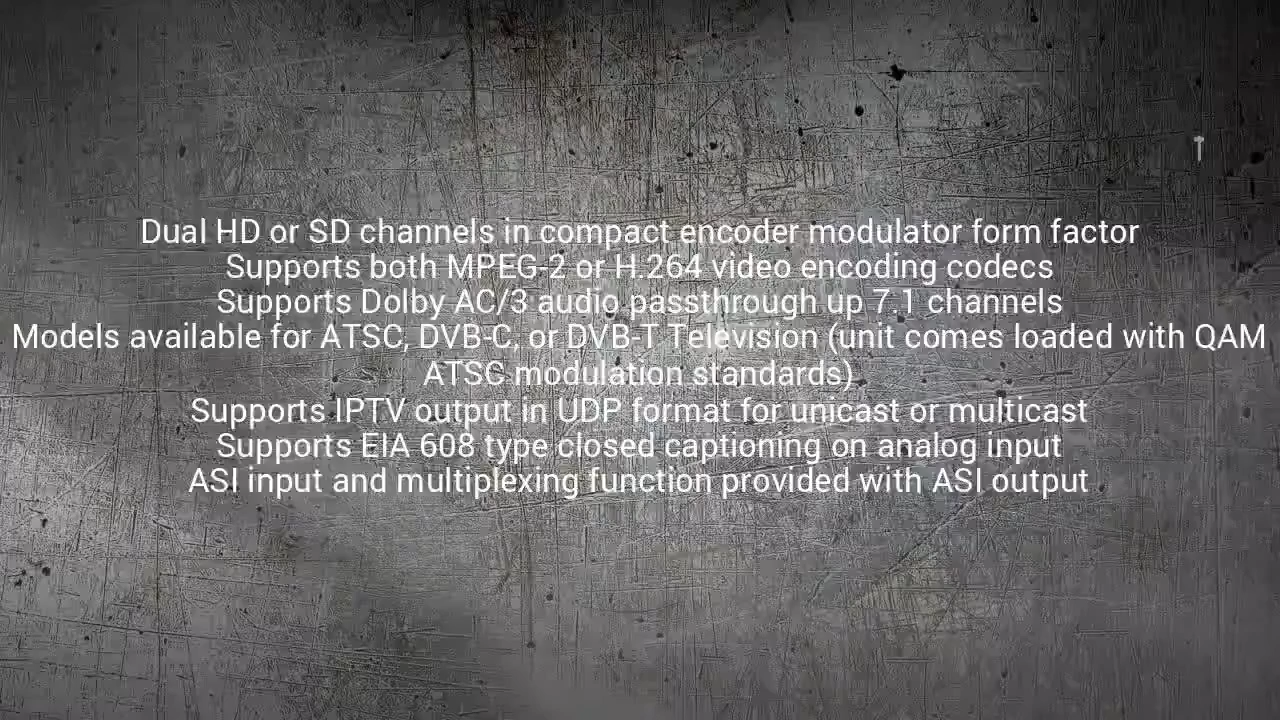 Dual HD or SD channels in compact encoder modulator form factor
Supports both MPEG-2 or H.264 video encoding codecs
Supports Dolby AC/3 audio passthrough up 7.1 channels
Models available for ATSC, DVB-C, or DVB-T Television (unit comes loaded with QAM
ATSC modulation standards)
Supports IPTV output in UDP format for unicast or multicast
Supports EIA 608 type closed captioning on analog input
ASI input and multiplexing function provided with ASI output